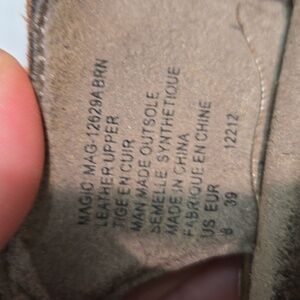 MAGIC MAG-12629A BRN
LEATHER UPPER
TIGE EN CUIR
MAN MADE OUTSOLE
SEMELLE SYNTHETIQUE
MADE IN CHINA
FABRIQUE EN CHINE
US EUR 12212
8 39